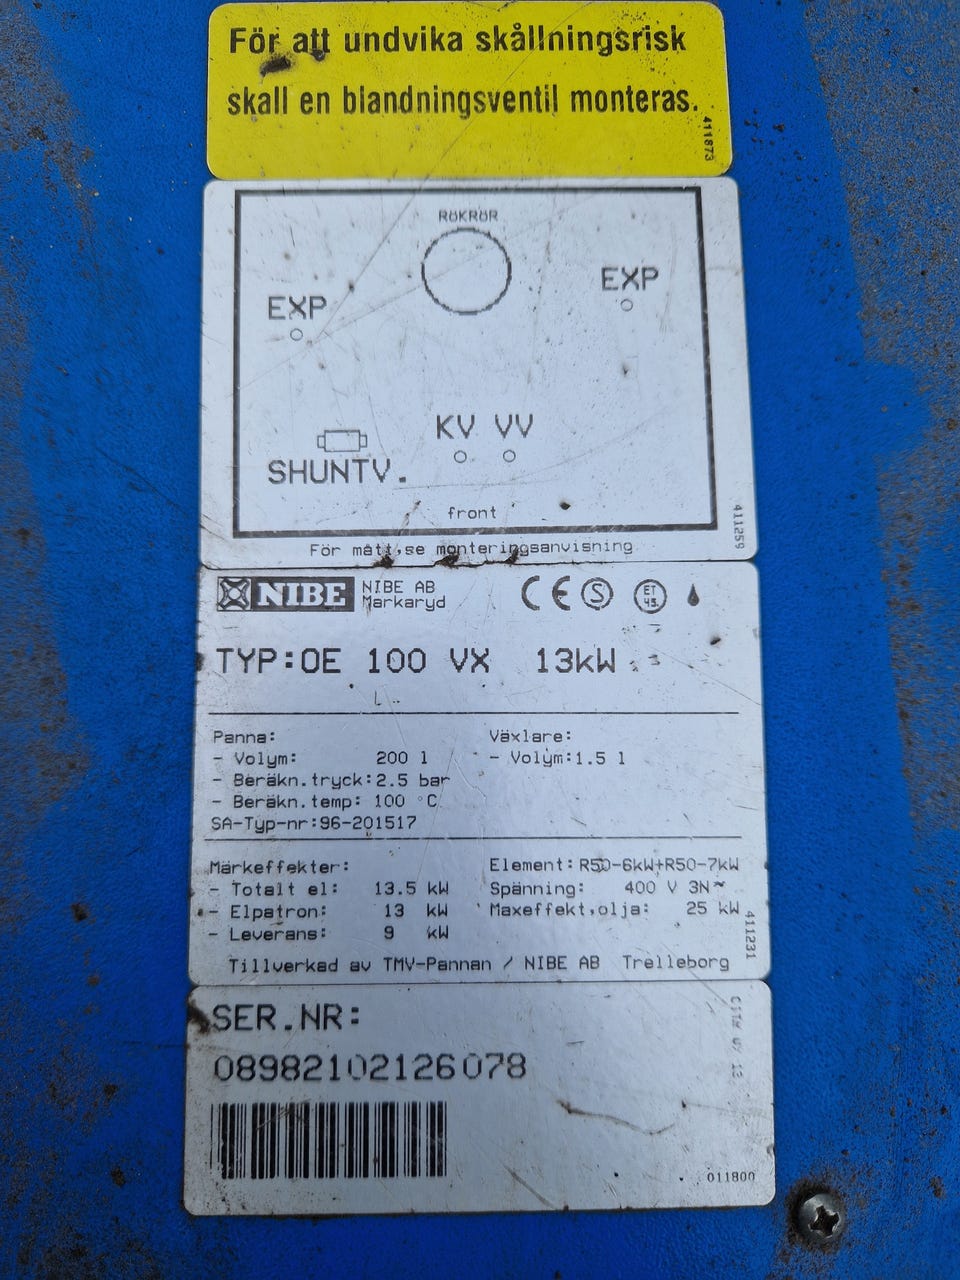 För att undvika skållningsrisk
skall en blandningsventil monteras.
411873
RÖKRÖR
EXP
EXP
KV VV
SHUNTV.
front
För mått,se monteringsanvisning
411259
NIBE
NIBE AB
Markaryd
CE S ET 45.
TYP:OE 100 VX 13kW
Panna:
- Volym: 200 l
- Beräkn.tryck:2.5 bar
- Beräkn.temp: 100 °C
SA-Typ-nr:96-201517
Växlare:
- Volym:1.5 l
Märkeffekter:
- Totalt el: 13.5 kW
- Elpatron: 13 kW
- Leverans: 9 kW
Element:R50-6kW+R50-7kW
Spänning: 400 V 3N~
Maxeffekt,olja: 25 kW
411231
Tillverkad av TMV-Pannan / NIBE AB Trelleborg
SER.NR:
08982102126078
011800